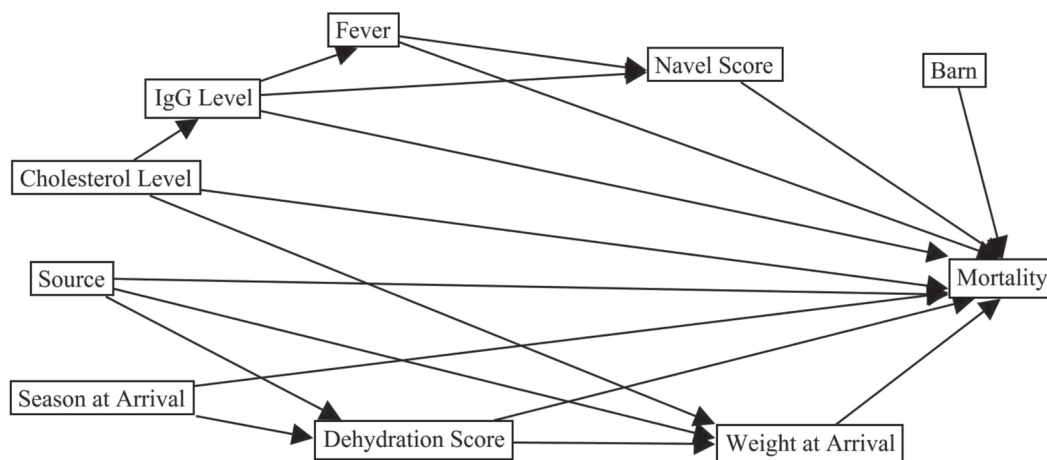 Fever
Navel Score
Barn
IgG Level
Cholesterol Level
Source
Mortality
Season at Arrival
Dehydration Score
Weight at Arrival